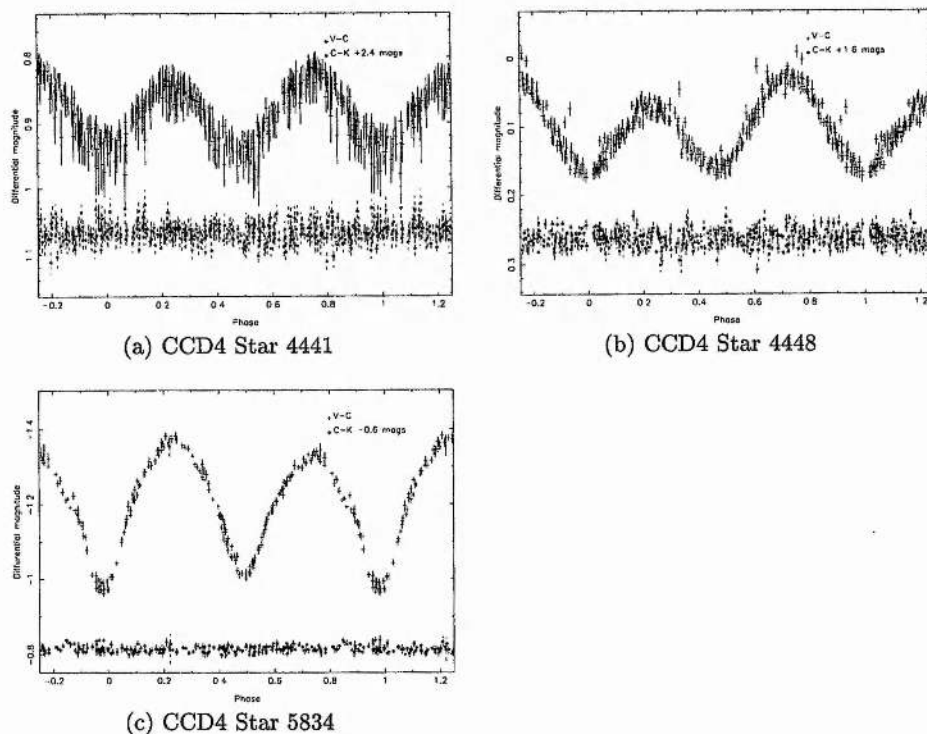 V-C
C-K +2.4 mags
0.8
0.9
1
1.1
Differential magnitude
-0.2 0 0.2 0.4 0.6 0.8 1 1.2
Phase
(a) CCD4 Star 4441
V-C
C-K +1.6 mags
0
0.1
0.2
0.3
Differential magnitude
-0.2 0 0.2 0.4 0.6 0.8 1 1.2
Phase
(b) CCD4 Star 4448
V-C
C-K -0.6 mags
-1.4
-1.2
-1
-0.8
Differential magnitude
-0.2 0 0.2 0.4 0.6 0.8 1 1.2
Phase
(c) CCD4 Star 5834